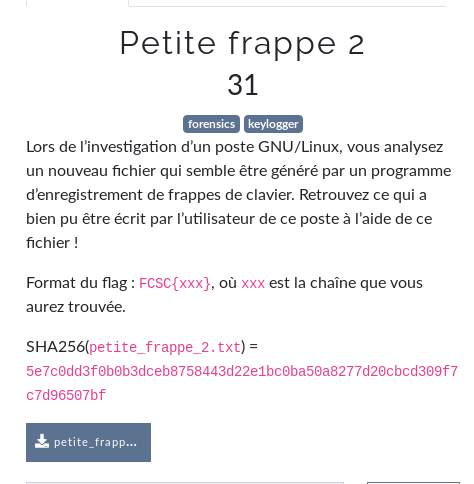 Petite frappe 2
31
forensics keylogger
Lors de l’investigation d’un poste GNU/Linux, vous analysez
un nouveau fichier qui semble être généré par un programme
d’enregistrement de frappes de clavier. Retrouvez ce qui a
bien pu être écrit par l’utilisateur de ce poste à l’aide de ce
fichier !
Format du flag : FCSC{xxx}, où xxx est la chaîne que vous
aurez trouvée.
SHA256(petite_frappe_2.txt) =
5e7c0dd3f0b0b3dceb8758443d22e1bc0ba50a8277d20cbcd309f7
c7d96507bf
petite_frapp...